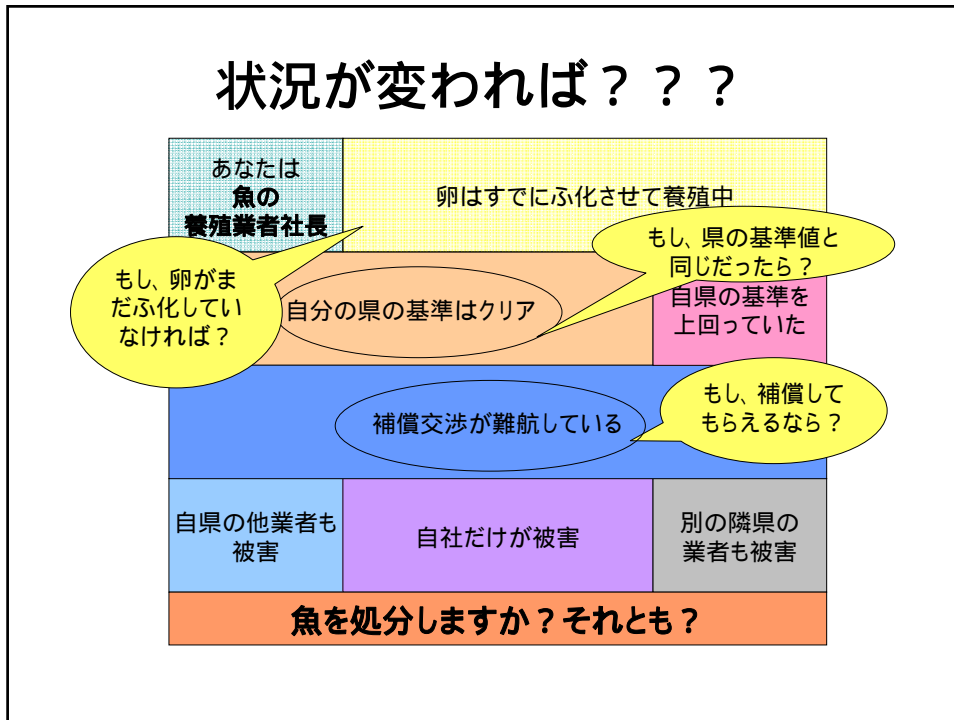 状況が変われば？？？
あなたは
魚の
養殖業者社長
卵はすでにふ化させて養殖中
もし、卵がま
だふ化してい
なければ？
自分の県の基準はクリア
もし、県の基準値と
同じだったら？
自県の基準を
上回っていた
補償交渉が難航している
もし、補償して
もらえるなら？
自県の他業者も
被害
自社だけが被害
別の隣県の
業者も被害
魚を処分しますか？それとも？